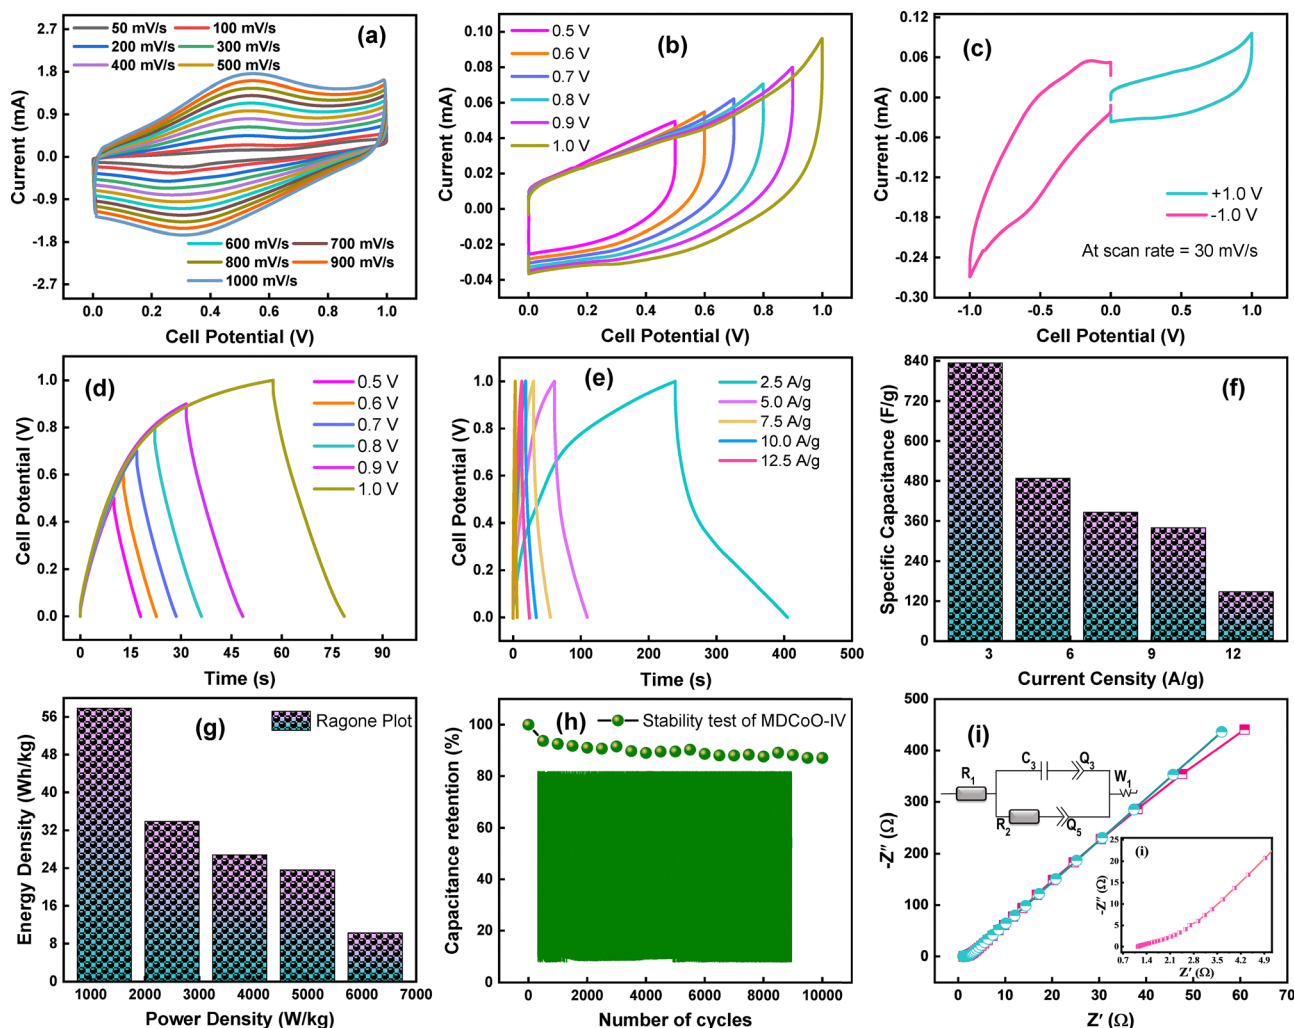 (a)
50 mV/s 100 mV/s
200 mV/s 300 mV/s
400 mV/s 500 mV/s
600 mV/s 700 mV/s
800 mV/s 900 mV/s
1000 mV/s
2.7
1.8
0.9
0.0
-0.9
-1.8
-2.7
Current (mA)
0.0 0.2 0.4 0.6 0.8 1.0
Cell Potential (V)
(b)
0.5 V
0.6 V
0.7 V
0.8 V
0.9 V
1.0 V
0.10
0.08
0.06
0.04
0.02
0.00
-0.02
-0.04
Current (mA)
0.0 0.2 0.4 0.6 0.8 1.0
Cell Potential (V)
(c)
+1.0 V
-1.0 V
At scan rate = 30 mV/s
0.12
0.06
0.00
-0.06
-0.12
-0.18
-0.24
-0.30
Current (mA)
-1.0 -0.5 0.0 0.5 1.0
Cell Potential (V)
(d)
0.5 V
0.6 V
0.7 V
0.8 V
0.9 V
1.0 V
1.0
0.8
0.6
0.4
0.2
0.0
Cell Potential (V)
0 15 30 45 60 75 90
Time (s)
(e)
2.5 A/g
5.0 A/g
7.5 A/g
10.0 A/g
12.5 A/g
1.0
0.8
0.6
0.4
0.2
0.0
Cell Potential (V)
0 100 200 300 400 500
Time (s)
(f)
840
720
600
480
360
240
120
0
Specific Capacitance (F/g)
3 6 9 12
Current Censity (A/g)
(g)
Ragone Plot
56
48
40
32
24
16
8
0
Energy Density (Wh/kg)
1000 2000 3000 4000 5000 6000 7000
Power Density (W/kg)
(h)
Stability test of MDCoO-IV
100
80
60
40
20
0
Capacitance retention (%)
0 2000 4000 6000 8000 10000
Number of cycles
(i)
R1
C3
Q3
W1
R2
Q5
500
400
300
200
100
0
-Z″ (Ω)
0 10 20 30 40 50 60 70
Z′ (Ω)
(i)
25
20
15
10
5
0
-Z″ (Ω)
0.7 1.4 2.1 2.8 3.5 4.2 4.9
Z′ (Ω)